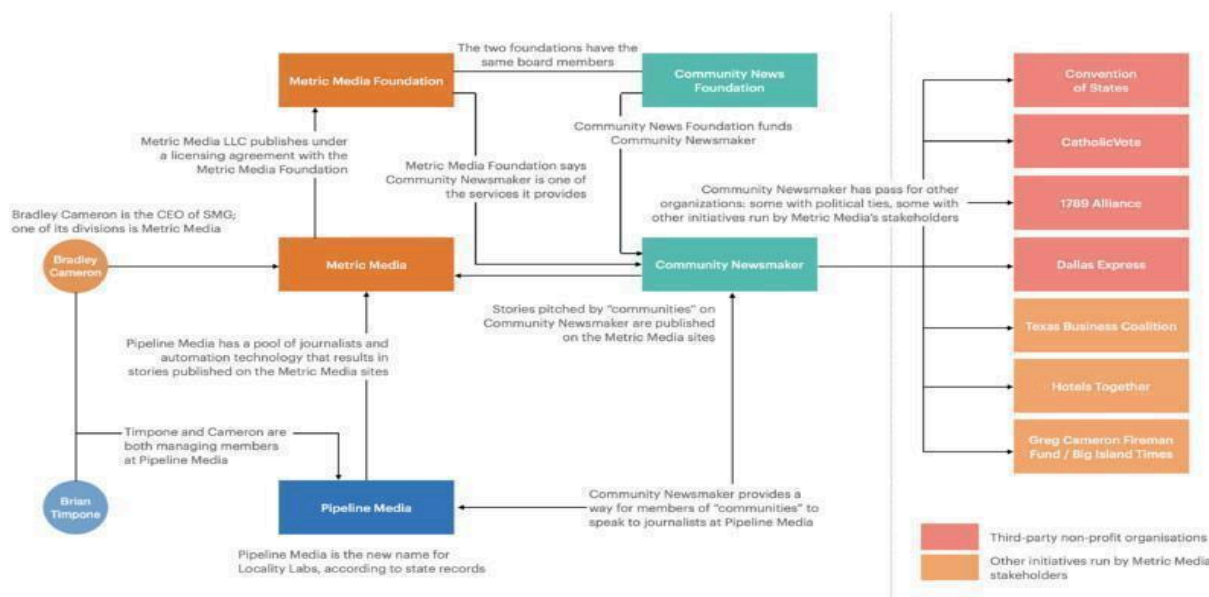 The two foundations have the
same board members
Metric Media Foundation
Community News
Foundation
Convention
of States
Metric Media LLC publishes under
a licensing agreement with the
Metric Media Foundation
Community News Foundation funds
Community Newsmaker
CatholicVote
Metric Media Foundation says
Community Newsmaker is one of
the services it provides
Community Newsmaker has pass for other
organizations: some with political ties, some with
other initiatives run by Metric Media's stakeholders
1789 Alliance
Bradley Cameron is the CEO of SMG;
one of its divisions is Metric Media
Bradley
Cameron
Metric Media
Community Newsmaker
Dallas Express
Stories pitched by "communities" on
Community Newsmaker are published
on the Metric Media sites
Texas Business Coalition
Pipeline Media has a pool of journalists and
automation technology that results in
stories published on the Metric Media sites
Hotels Together
Timpone and Cameron are
both managing members
at Pipeline Media
Greg Cameron Fireman
Fund / Big Island Times
Brian
Timpone
Pipeline Media
Community Newsmaker provides a
way for members of "communities" to
speak to journalists at Pipeline Media
Pipeline Media is the new name for
Locality Labs, according to state records
Third-party non-profit organisations
Other initiatives run by Metric Media
stakeholders